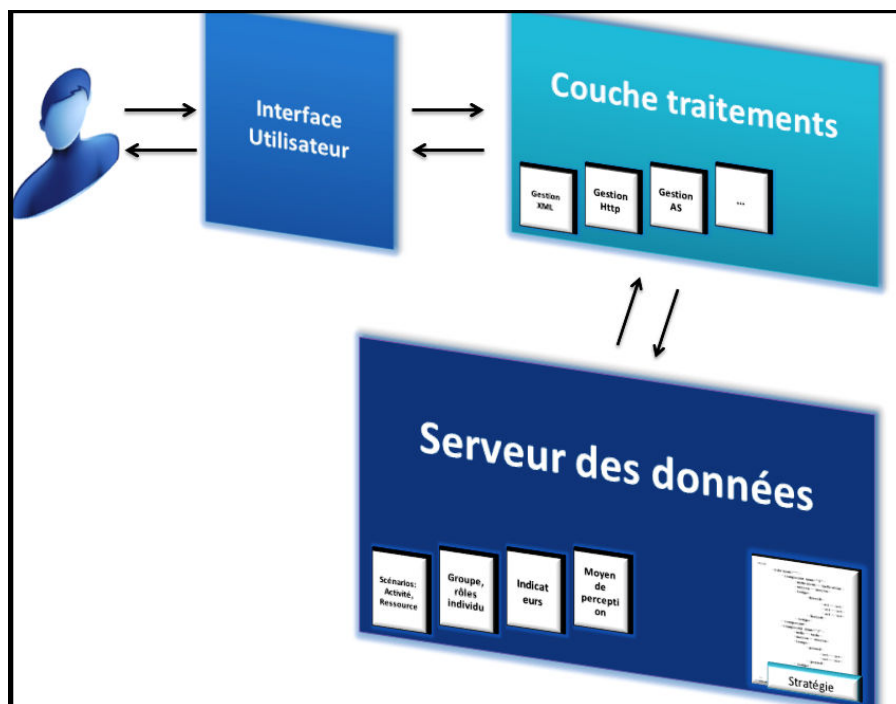 Interface
Utilisateur
Couche traitements
Gestion
XML
Gestion
Http
Gestion
AS
...
Serveur des données
Scénarios:
Activité,
Ressource
Groupe,
rôles
individu
Indicat
eurs
Moyen
de
percepti
on
Stratégie